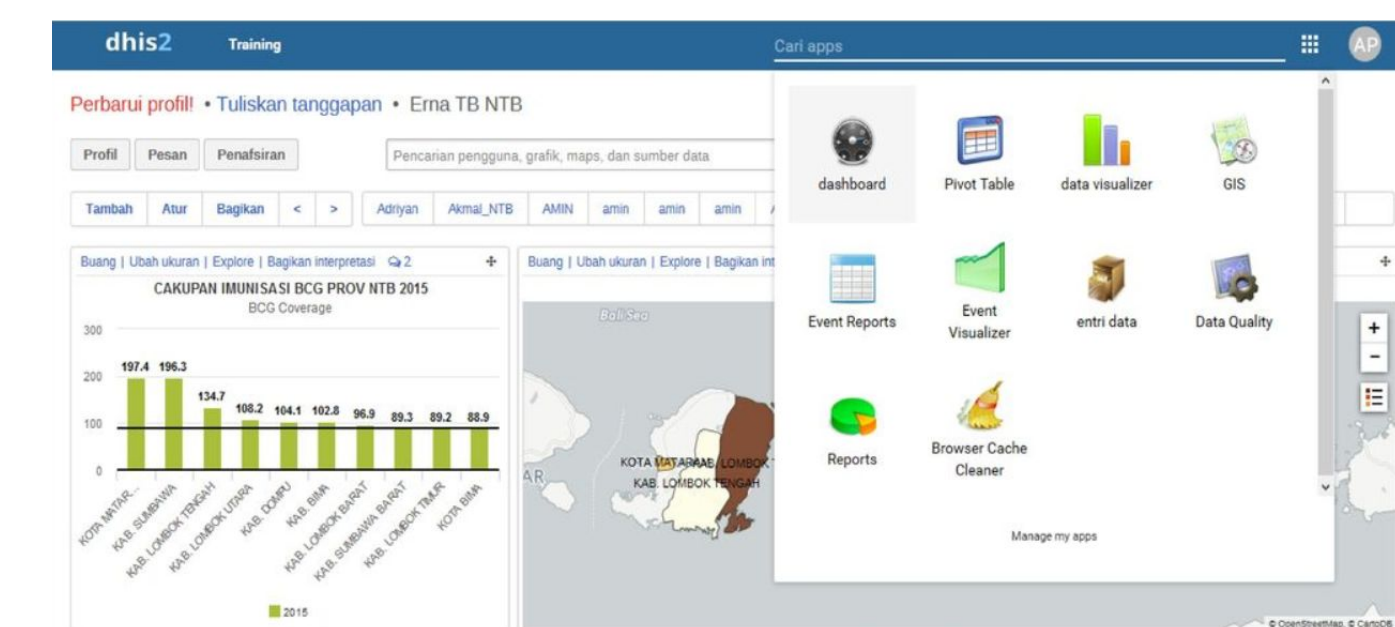 dhis2 Training Cari apps AP
Perbarui profil! • Tuliskan tanggapan • Erna TB NTB
Profil Pesan Penafsiran Pencarian pengguna, grafik, maps, dan sumber data
Tambah Atur Bagikan < > Adriyan Akmal_NTB AMIN amin amin amin
Buang | Ubah ukuran | Explore | Bagikan interpretasi 2
CAKUPAN IMUNISASI BCG PROV NTB 2015
BCG Coverage
300
200
100
0
197.4 196.3 134.7 108.2 104.1 102.8 96.9 89.3 89.2 88.9
KOTA MATAR...
KAB. SUMBAWA
KAB. LOMBOK TENGAH
KAB. LOMBOK UTARA
KAB. DOMPU
KAB. BIMA
KAB. LOMBOK BARAT
KAB. SUMBAWA BARAT
KAB. LOMBOK TIMUR
KOTA BIMA
2015
Buang | Ubah ukuran | Explore | Bagikan int
Bali Sea
KOTA MATARAM
KAB. LOMBOK
KAB. LOMBOK TENGAH
AR
dashboard
Pivot Table
data visualizer
GIS
Event Reports
Event
Visualizer
entri data
Data Quality
Reports
Browser Cache
Cleaner
Manage my apps
+
−
© OpenStreetMap, © CartoDB